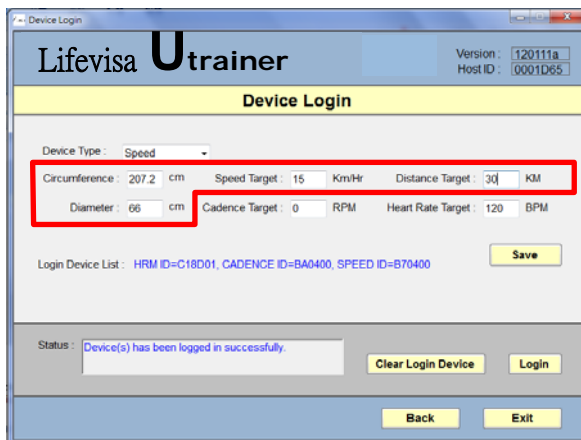 Device Login
Lifevisa Utrainer
Version : 120111a
Host ID : 0001D65
Device Login
Device Type : Speed
Circumference : 207.2 cm Speed Target : 15 Km/Hr Distance Target : 30 KM
Diameter : 66 cm Cadence Target : 0 RPM Heart Rate Target : 120 BPM
Save
Login Device List : HRM ID=C18D01, CADENCE ID=BA0400, SPEED ID=B70400
Status : Device(s) has been logged in successfully.
Clear Login Device Login
Back Exit